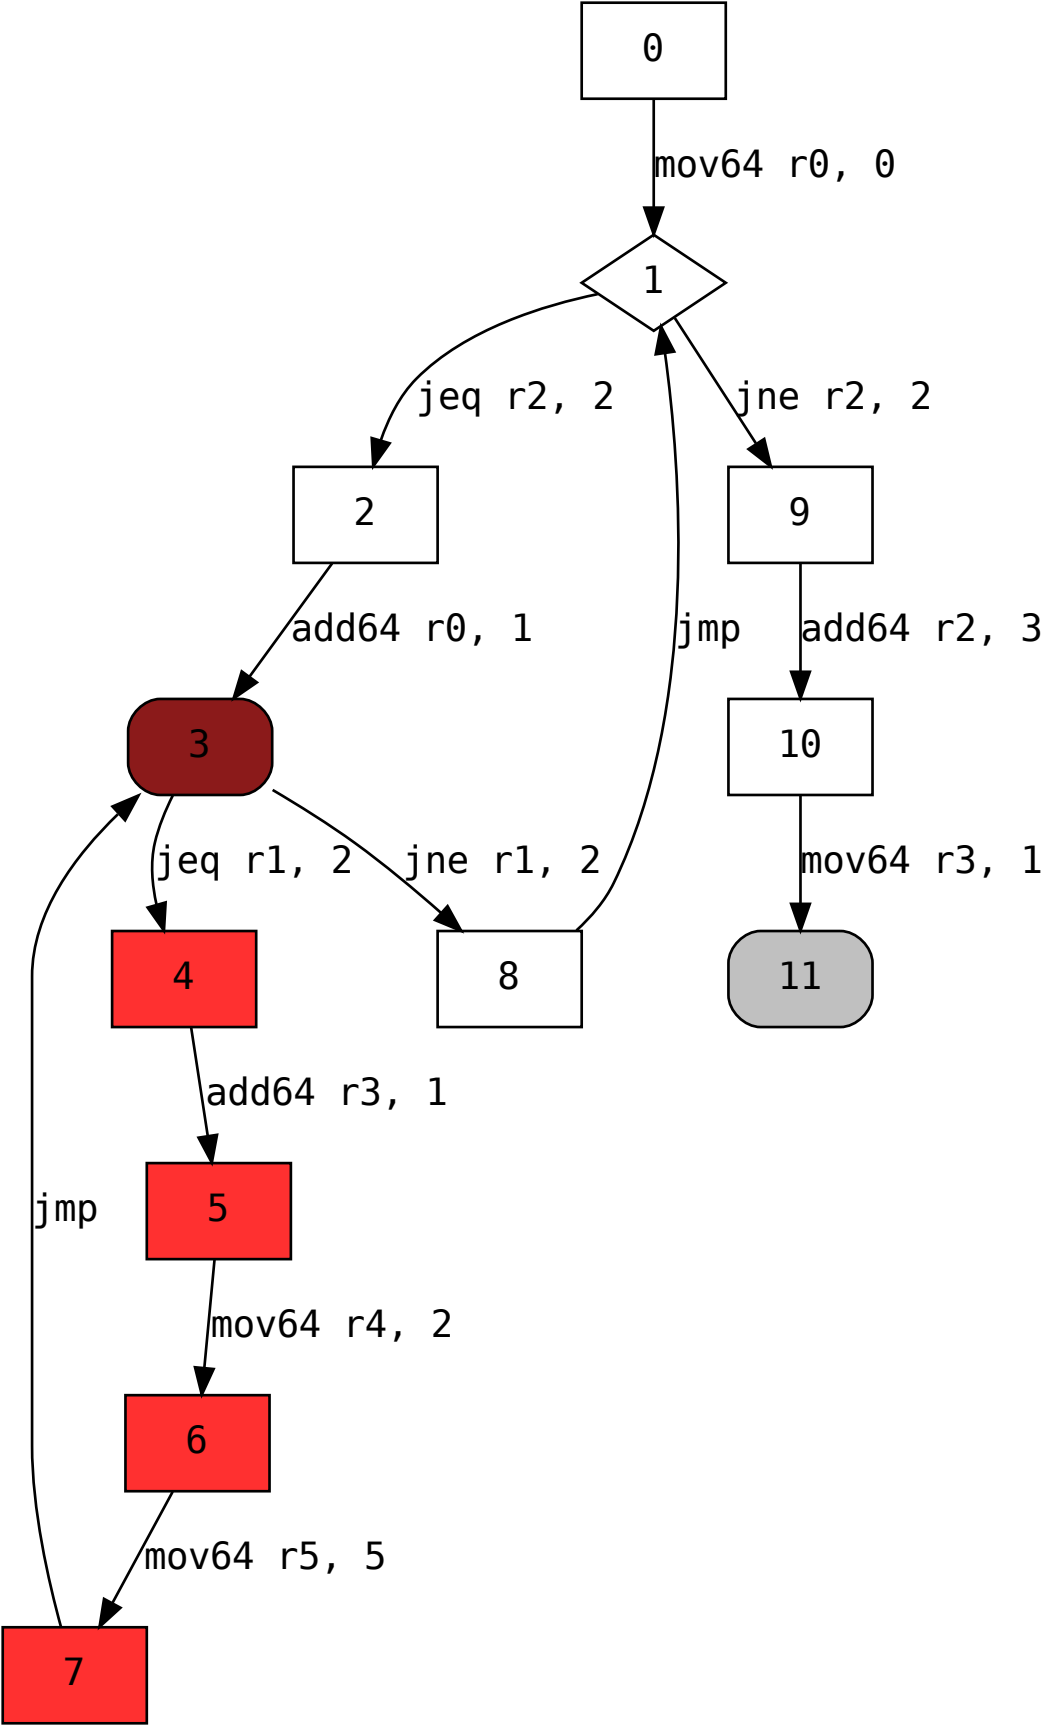 0
mov64 r0, 0
1
jeq r2, 2
jne r2, 2
2
9
add64 r0, 1
jmp
add64 r2, 3
3
10
jeq r1, 2
jne r1, 2
mov64 r3, 1
4
8
11
add64 r3, 1
5
jmp
mov64 r4, 2
6
mov64 r5, 5
7